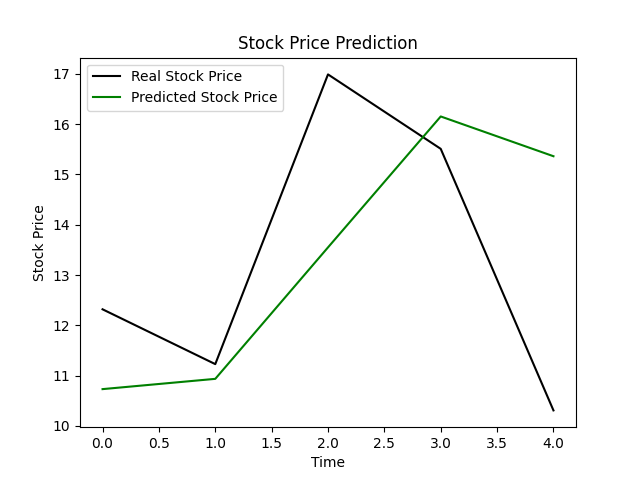 Stock Price Prediction
Real Stock Price
Predicted Stock Price
Stock Price
17
16
15
14
13
12
11
10
0.0 0.5 1.0 1.5 2.0 2.5 3.0 3.5 4.0
Time